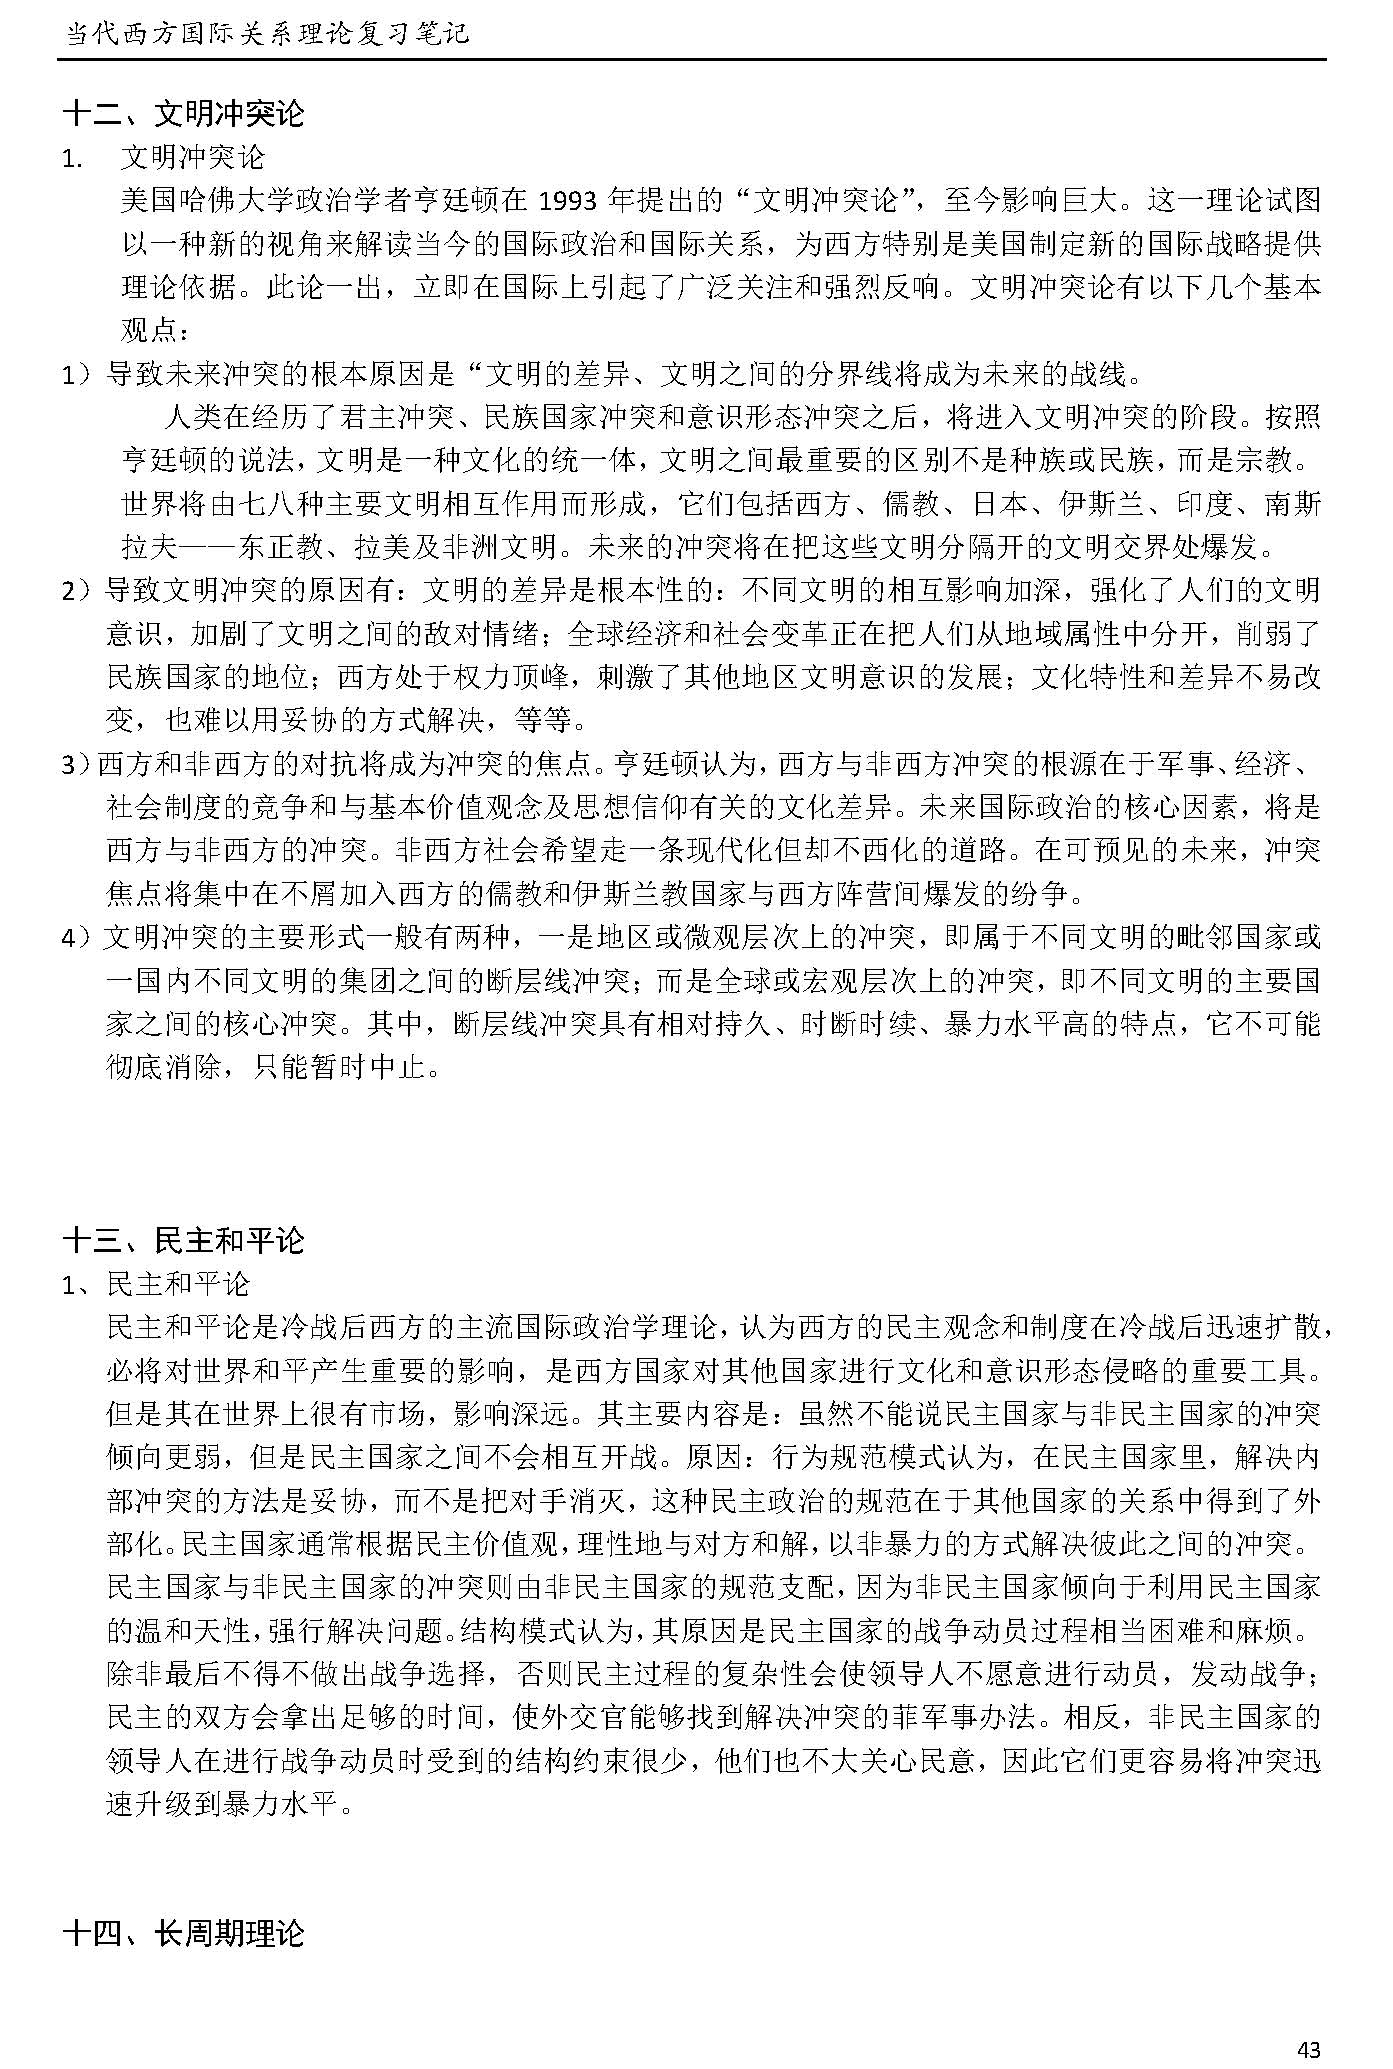 当代西方国际关系理论复习笔记
十二、文明冲突论
1. 文明冲突论
美国哈佛大学政治学者亨廷顿在 1993 年提出的“文明冲突论”，至今影响巨大。这一理论试图
以一种新的视角来解读当今的国际政治和国际关系，为西方特别是美国制定新的国际战略提供
理论依据。此论一出，立即在国际上引起了广泛关注和强烈反响。文明冲突论有以下几个基本
观点：
1）导致未来冲突的根本原因是“文明的差异、文明之间的分界线将成为未来的战线。
人类在经历了君主冲突、民族国家冲突和意识形态冲突之后，将进入文明冲突的阶段。按照
亨廷顿的说法，文明是一种文化的统一体，文明之间最重要的区别不是种族或民族，而是宗教。
世界将由七八种主要文明相互作用而形成，它们包括西方、儒教、日本、伊斯兰、印度、南斯
拉夫——东正教、拉美及非洲文明。未来的冲突将在把这些文明分隔开的文明交界处爆发。
2）导致文明冲突的原因有：文明的差异是根本性的：不同文明的相互影响加深，强化了人们的文明
意识，加剧了文明之间的敌对情绪；全球经济和社会变革正在把人们从地域属性中分开，削弱了
民族国家的地位；西方处于权力顶峰，刺激了其他地区文明意识的发展；文化特性和差异不易改
变，也难以用妥协的方式解决，等等。
3）西方和非西方的对抗将成为冲突的焦点。亨廷顿认为，西方与非西方冲突的根源在于军事、经济、
社会制度的竞争和与基本价值观念及思想信仰有关的文化差异。未来国际政治的核心因素，将是
西方与非西方的冲突。非西方社会希望走一条现代化但却不西化的道路。在可预见的未来，冲突
焦点将集中在不屑加入西方的儒教和伊斯兰教国家与西方阵营间爆发的纷争。
4）文明冲突的主要形式一般有两种，一是地区或微观层次上的冲突，即属于不同文明的毗邻国家或
一国内不同文明的集团之间的断层线冲突；而是全球或宏观层次上的冲突，即不同文明的主要国
家之间的核心冲突。其中，断层线冲突具有相对持久、时断时续、暴力水平高的特点，它不可能
彻底消除，只能暂时中止。
十三、民主和平论
1、民主和平论
民主和平论是冷战后西方的主流国际政治学理论，认为西方的民主观念和制度在冷战后迅速扩散，
必将对世界和平产生重要的影响，是西方国家对其他国家进行文化和意识形态侵略的重要工具。
但是其在世界上很有市场，影响深远。其主要内容是：虽然不能说民主国家与非民主国家的冲突
倾向更弱，但是民主国家之间不会相互开战。原因：行为规范模式认为，在民主国家里，解决内
部冲突的方法是妥协，而不是把对手消灭，这种民主政治的规范在于其他国家的关系中得到了外
部化。民主国家通常根据民主价值观，理性地与对方和解，以非暴力的方式解决彼此之间的冲突。
民主国家与非民主国家的冲突则由非民主国家的规范支配，因为非民主国家倾向于利用民主国家
的温和天性，强行解决问题。结构模式认为，其原因是民主国家的战争动员过程相当困难和麻烦。
除非最后不得不做出战争选择，否则民主过程的复杂性会使领导人不愿意进行动员，发动战争；
民主的双方会拿出足够的时间，使外交官能够找到解决冲突的菲军事办法。相反，非民主国家的
领导人在进行战争动员时受到的结构约束很少，他们也不大关心民意，因此它们更容易将冲突迅
速升级到暴力水平。
十四、长周期理论
43